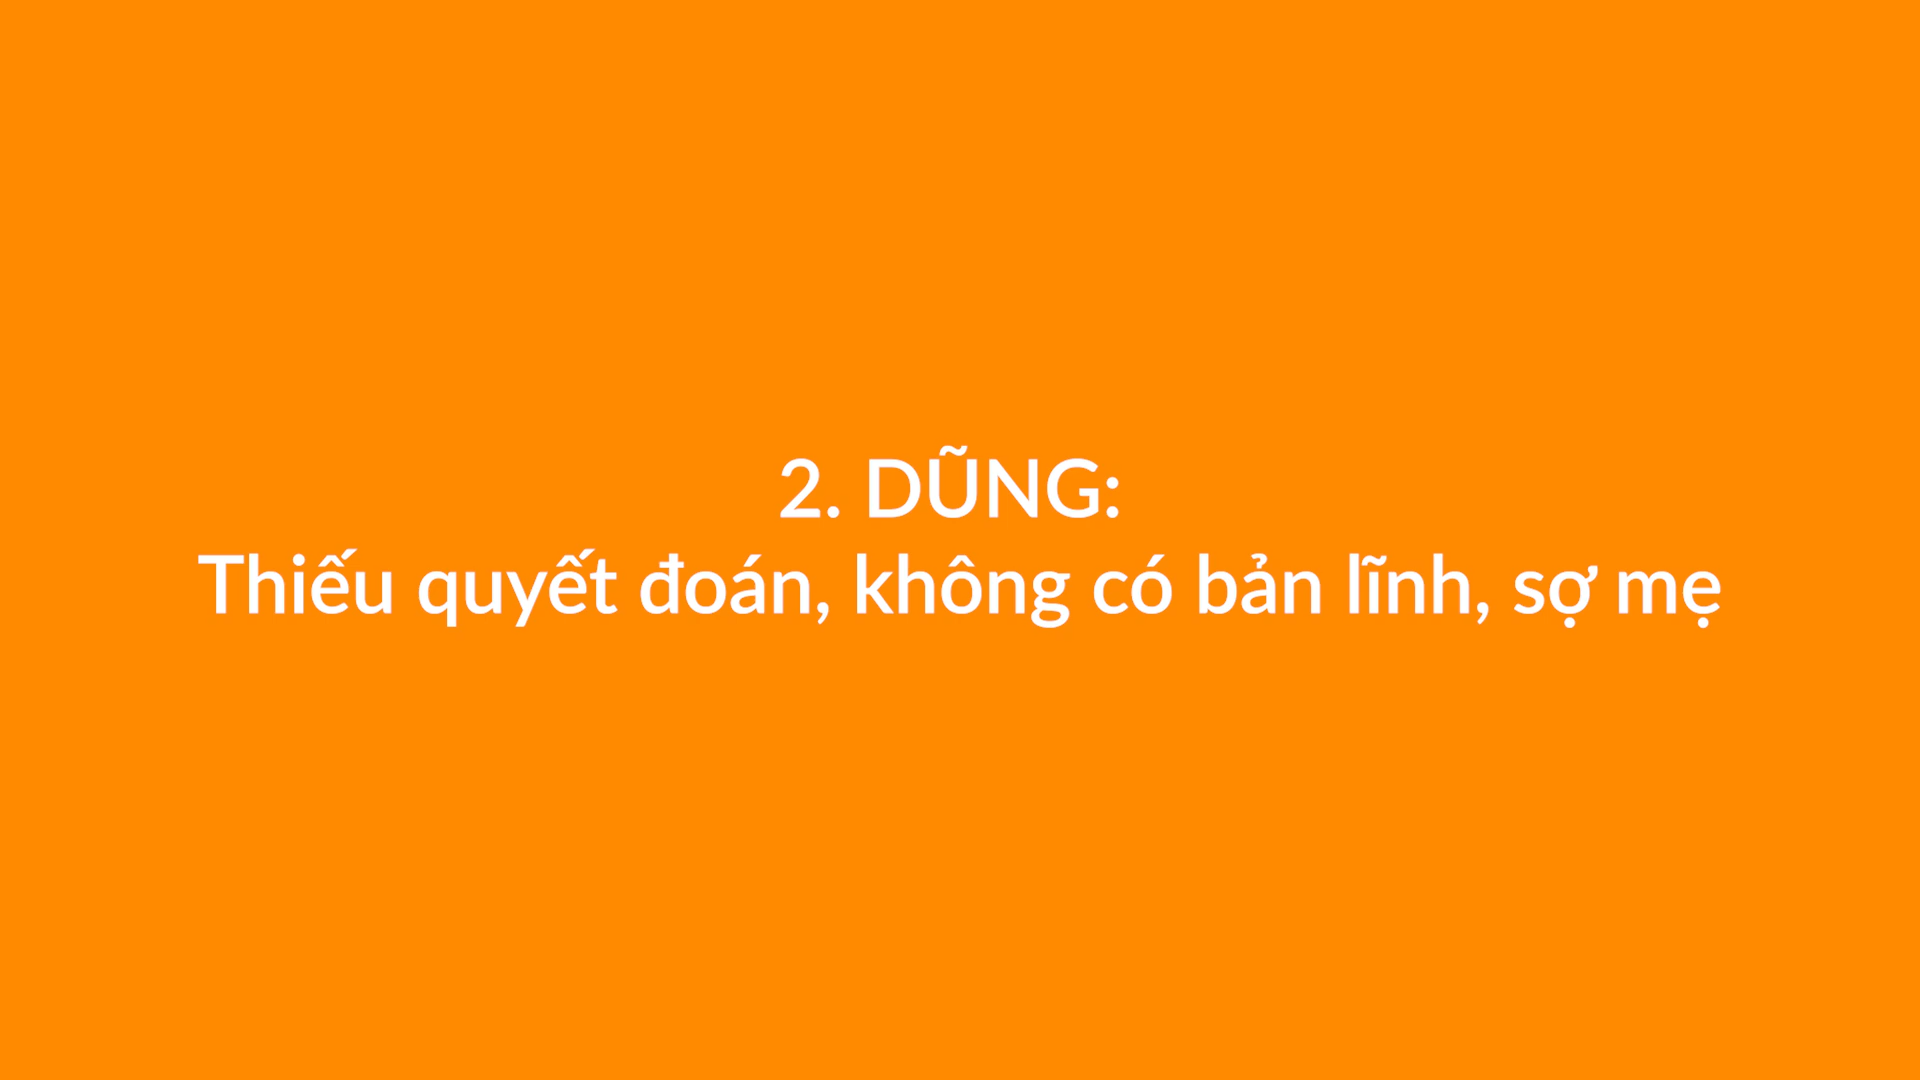 2. DŨNG:
Thiếu quyết đoán, không có bản lĩnh, sợ mẹ